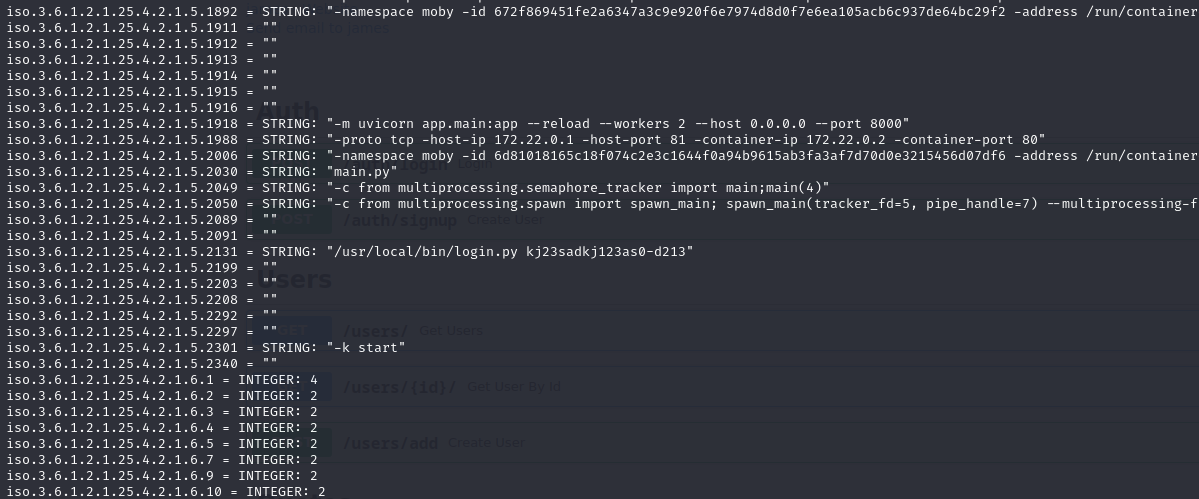 iso.3.6.1.2.1.25.4.2.1.5.1892 = STRING: "-namespace moby -id 672f869451fe2a6347a3c9e920f6e7974d8d0f7e6ea105acb6c937de64bc29f2 -address /run/container
iso.3.6.1.2.1.25.4.2.1.5.1911 = ""
iso.3.6.1.2.1.25.4.2.1.5.1912 = ""
iso.3.6.1.2.1.25.4.2.1.5.1913 = ""
iso.3.6.1.2.1.25.4.2.1.5.1914 = ""
iso.3.6.1.2.1.25.4.2.1.5.1915 = ""
iso.3.6.1.2.1.25.4.2.1.5.1916 = ""
Auth
iso.3.6.1.2.1.25.4.2.1.5.1918 = STRING: "-m uvicorn app.main:app --reload --workers 2 --host 0.0.0.0 --port 8000"
iso.3.6.1.2.1.25.4.2.1.5.1988 = STRING: "-proto tcp -host-ip 172.22.0.1 -host-port 81 -container-ip 172.22.0.2 -container-port 80"
iso.3.6.1.2.1.25.4.2.1.5.2006 = STRING: "-namespace moby -id 6d81018165c18f074c2e3c1644f0a94b9615ab3fa3af7d70d0e3215456d07df6 -address /run/container
iso.3.6.1.2.1.25.4.2.1.5.2030 = STRING: "main.py"
iso.3.6.1.2.1.25.4.2.1.5.2049 = STRING: "-c from multiprocessing.semaphore_tracker import main;main(4)"
iso.3.6.1.2.1.25.4.2.1.5.2050 = STRING: "-c from multiprocessing.spawn import spawn_main; spawn_main(tracker_fd=5, pipe_handle=7) --multiprocessing-f
iso.3.6.1.2.1.25.4.2.1.5.2089 = ""
POST /auth/signup Create User
iso.3.6.1.2.1.25.4.2.1.5.2091 = ""
iso.3.6.1.2.1.25.4.2.1.5.2131 = STRING: "/usr/local/bin/login.py kj23sadkj123as0-d213"
iso.3.6.1.2.1.25.4.2.1.5.2199 = ""
Users
iso.3.6.1.2.1.25.4.2.1.5.2203 = ""
iso.3.6.1.2.1.25.4.2.1.5.2208 = ""
iso.3.6.1.2.1.25.4.2.1.5.2292 = ""
iso.3.6.1.2.1.25.4.2.1.5.2297 = ""
GET /users/ Get Users
iso.3.6.1.2.1.25.4.2.1.5.2301 = STRING: "-k start"
iso.3.6.1.2.1.25.4.2.1.5.2340 = ""
iso.3.6.1.2.1.25.4.2.1.6.1 = INTEGER: 4
/users/{id}/ Get User By Id
iso.3.6.1.2.1.25.4.2.1.6.2 = INTEGER: 2
iso.3.6.1.2.1.25.4.2.1.6.3 = INTEGER: 2
iso.3.6.1.2.1.25.4.2.1.6.4 = INTEGER: 2
iso.3.6.1.2.1.25.4.2.1.6.5 = INTEGER: 2
/users/add Create User
iso.3.6.1.2.1.25.4.2.1.6.7 = INTEGER: 2
iso.3.6.1.2.1.25.4.2.1.6.9 = INTEGER: 2
iso.3.6.1.2.1.25.4.2.1.6.10 = INTEGER: 2